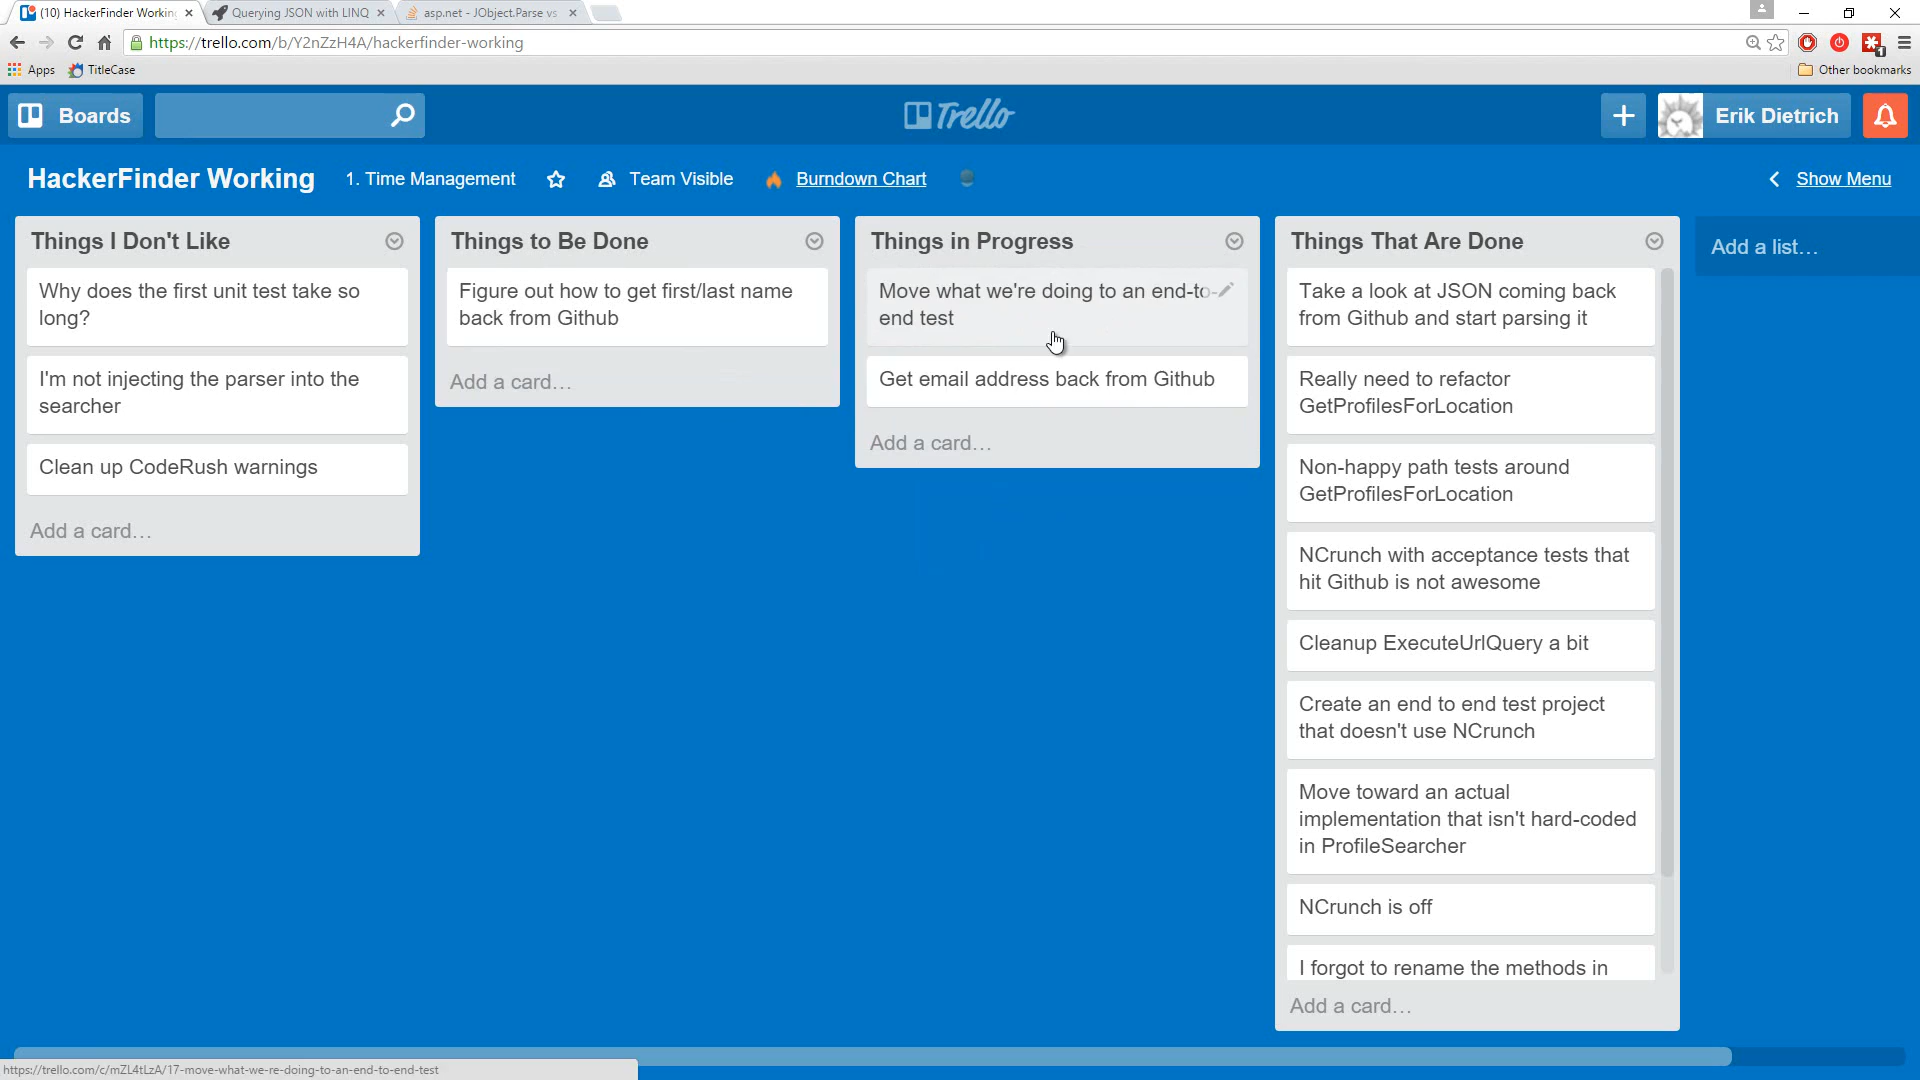 (10) HackerFinder Working
Querying JSON with LINQ
asp.net - JObject.Parse vs
https://trello.com/b/Y2nZzH4A/hackerfinder-working
1
Apps
TitleCase
Other bookmarks
Boards
Trello
Erik Dietrich
HackerFinder Working
1. Time Management
Team Visible
Burndown Chart
Show Menu
Things I Don't Like
Why does the first unit test take so
long?
I'm not injecting the parser into the
searcher
Clean up CodeRush warnings
Add a card…
Things to Be Done
Figure out how to get first/last name
back from Github
Add a card…
Things in Progress
Move what we're doing to an end-to-
end test
Get email address back from Github
Add a card…
Things That Are Done
Take a look at JSON coming back
from Github and start parsing it
Really need to refactor
GetProfilesForLocation
Non-happy path tests around
GetProfilesForLocation
NCrunch with acceptance tests that
hit Github is not awesome
Cleanup ExecuteUrlQuery a bit
Create an end to end test project
that doesn't use NCrunch
Move toward an actual
implementation that isn't hard-coded
in ProfileSearcher
NCrunch is off
I forgot to rename the methods in
Add a card…
Add a list…
https://trello.com/c/mZL4tLzA/17-move-what-we-re-doing-to-an-end-to-end-test